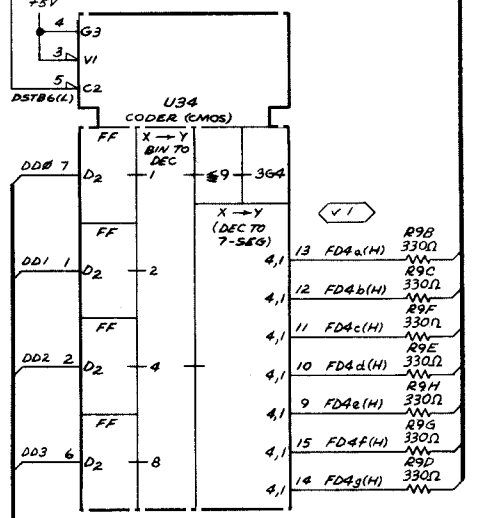 +5V
4 G3
3 V1
5 C2
DSTB6(L)
U34
CODER (CMOS)
FF X → Y
BIN TO
DEC
DDØ 7 D2 1 ≤9 3G4
X → Y
(DEC TO
7-SEG)
√1
FF
DD1 1 D2 2
FF
DD2 2 D2 4
FF
DD3 6 D2 8
R9B
4,1 13 FD4a(H) 330Ω
R9C
4,1 12 FD4b(H) 330Ω
R9F
4,1 11 FD4c(H) 330Ω
R9E
4,1 10 FD4d(H) 330Ω
R9H
4,1 9 FD4e(H) 330Ω
R9G
4,1 15 FD4f(H) 330Ω
R9D
4,1 14 FD4g(H) 330Ω